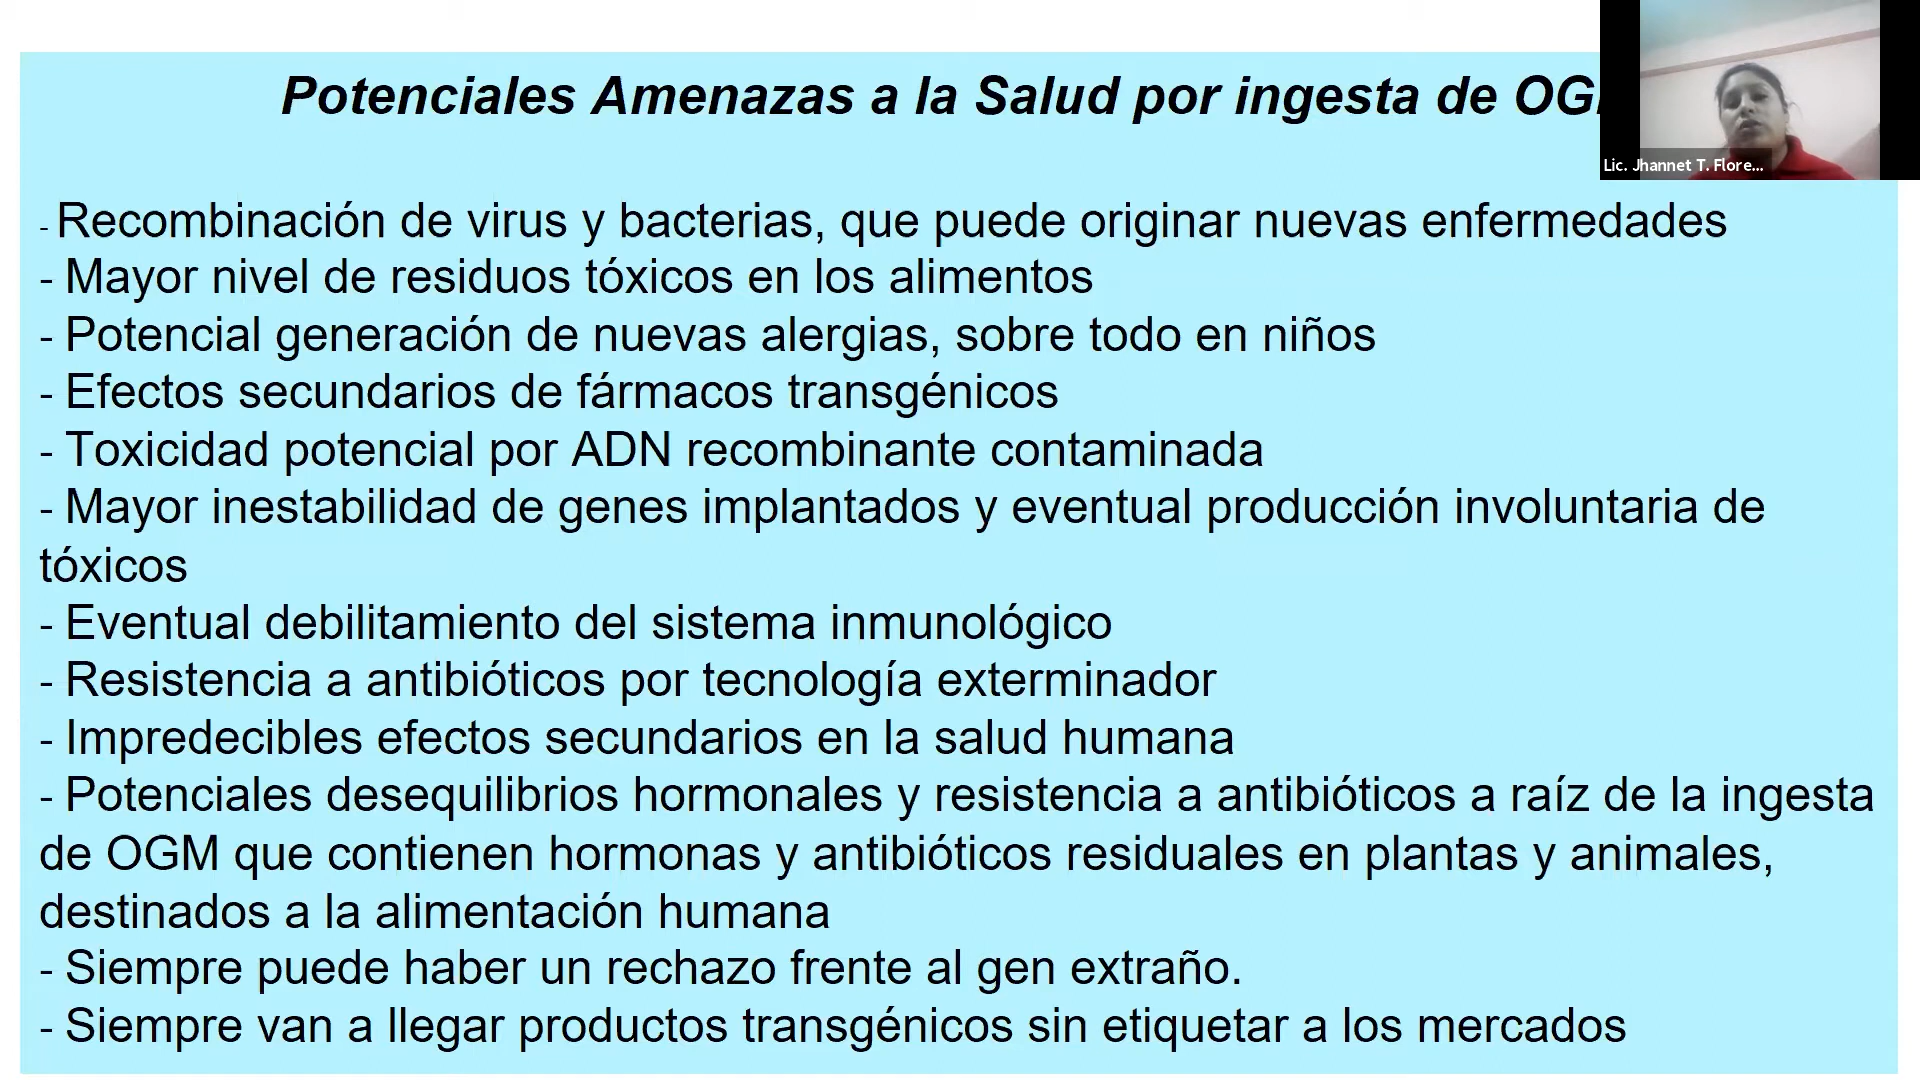 Potenciales Amenazas a la Salud por ingesta de
Lic. Jhannet T. Flore...
- Recombinación de virus y bacterias, que puede originar nuevas enfermedades
- Mayor nivel de residuos tóxicos en los alimentos
- Potencial generación de nuevas alergias, sobre todo en niños
- Efectos secundarios de fármacos transgénicos
- Toxicidad potencial por ADN recombinante contaminada
- Mayor inestabilidad de genes implantados y eventual producción involuntaria de
tóxicos
- Eventual debilitamiento del sistema inmunológico
- Resistencia a antibióticos por tecnología exterminador
- Impredecibles efectos secundarios en la salud humana
- Potenciales desequilibrios hormonales y resistencia a antibióticos a raíz de la ingesta
de OGM que contienen hormonas y antibióticos residuales en plantas y animales,
destinados a la alimentación humana
- Siempre puede haber un rechazo frente al gen extraño.
- Siempre van a llegar productos transgénicos sin etiquetar a los mercados